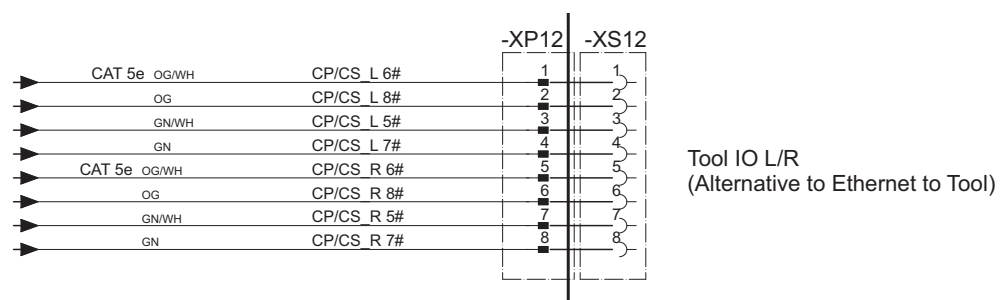 -XP12 -XS12
CAT 5e OG/WH CP/CS_L 6# 1 1
OG CP/CS_L 8# 2 2
GN/WH CP/CS_L 5# 3 3
GN CP/CS_L 7# 4 4
CAT 5e OG/WH CP/CS_R 6# 5 5
OG CP/CS_R 8# 6 6
GN/WH CP/CS_R 5# 7 7
GN CP/CS_R 7# 8 8
Tool IO L/R
(Alternative to Ethernet to Tool)